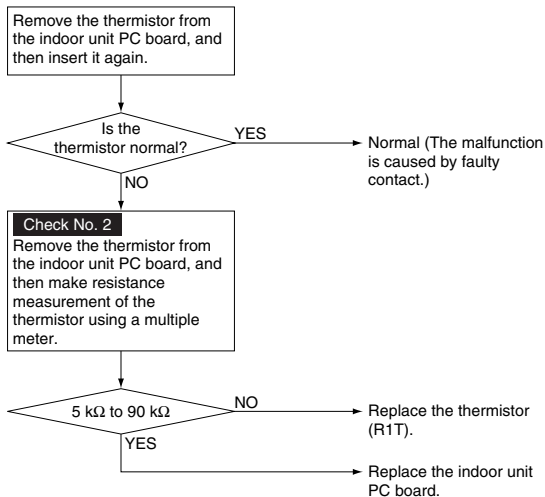 Remove the thermistor from
the indoor unit PC board, and
then insert it again.
Is the
thermistor normal?
YES
Normal (The malfunction
is caused by faulty
contact.)
NO
Check No. 2
Remove the thermistor from
the indoor unit PC board, and
then make resistance
measurement of the
thermistor using a multiple
meter.
5 kΩ to 90 kΩ
NO
Replace the thermistor
(R1T).
YES
Replace the indoor unit
PC board.